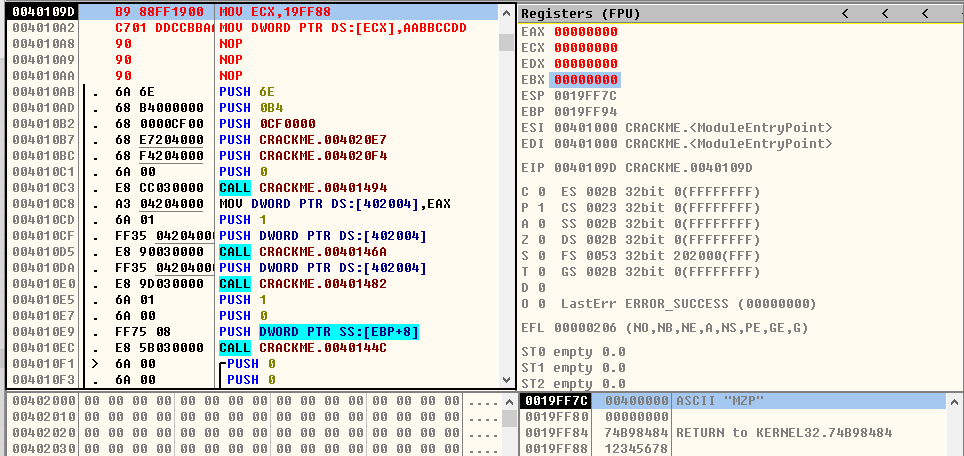 0040109D B9 88FF1900 MOV ECX,19FF88
004010A2 C701 DDCCBBAA MOV DWORD PTR DS:[ECX],AABBCCDD
004010A8 90 NOP
004010A9 90 NOP
004010AA 90 NOP
004010AB . 6A 6E PUSH 6E
004010AD . 68 B4000000 PUSH 0B4
004010B2 . 68 0000CF00 PUSH 0CF0000
004010B7 . 68 E7204000 PUSH CRACKME.004020E7
004010BC . 68 F4204000 PUSH CRACKME.004020F4
004010C1 . 6A 00 PUSH 0
004010C3 . E8 CC030000 CALL CRACKME.00401494
004010C8 . A3 04204000 MOV DWORD PTR DS:[402004],EAX
004010CD . 6A 01 PUSH 1
004010CF . FF35 04204000 PUSH DWORD PTR DS:[402004]
004010D5 . E8 90030000 CALL CRACKME.0040146A
004010DA . FF35 04204000 PUSH DWORD PTR DS:[402004]
004010E0 . E8 9D030000 CALL CRACKME.00401482
004010E5 . 6A 01 PUSH 1
004010E7 . 6A 00 PUSH 0
004010E9 . FF75 08 PUSH DWORD PTR SS:[EBP+8]
004010EC . E8 5B030000 CALL CRACKME.0040144C
004010F1 > 6A 00 PUSH 0
004010F3 . 6A 00 PUSH 0
Registers (FPU) < < <
EAX 00000000
ECX 00000000
EDX 00000000
EBX 00000000
ESP 0019FF7C
EBP 0019FF94
ESI 00401000 CRACKME.<ModuleEntryPoint>
EDI 00401000 CRACKME.<ModuleEntryPoint>
EIP 0040109D CRACKME.0040109D
C 0 ES 002B 32bit 0(FFFFFFFF)
P 1 CS 0023 32bit 0(FFFFFFFF)
A 0 SS 002B 32bit 0(FFFFFFFF)
Z 0 DS 002B 32bit 0(FFFFFFFF)
S 0 FS 0053 32bit 202000(FFF)
T 0 GS 002B 32bit 0(FFFFFFFF)
D 0
O 0 LastErr ERROR_SUCCESS (00000000)
EFL 00000206 (NO,NB,NE,A,NS,PE,GE,G)
ST0 empty 0.0
ST1 empty 0.0
ST2 empty 0.0
00402000 00 00 00 00 00 00 00 00 00 00 00 00 00 00 00 00 ....
00402010 00 00 00 00 00 00 00 00 00 00 00 00 00 00 00 00 ....
00402020 00 00 00 00 00 00 00 00 00 00 00 00 00 00 00 00 ....
00402030 00 00 00 00 00 00 00 00 00 00 00 00 00 00 00 00 ....
0019FF7C 00400000 ASCII "MZP"
0019FF80 00000000
0019FF84 74B98484 RETURN to KERNEL32.74B98484
0019FF88 12345678